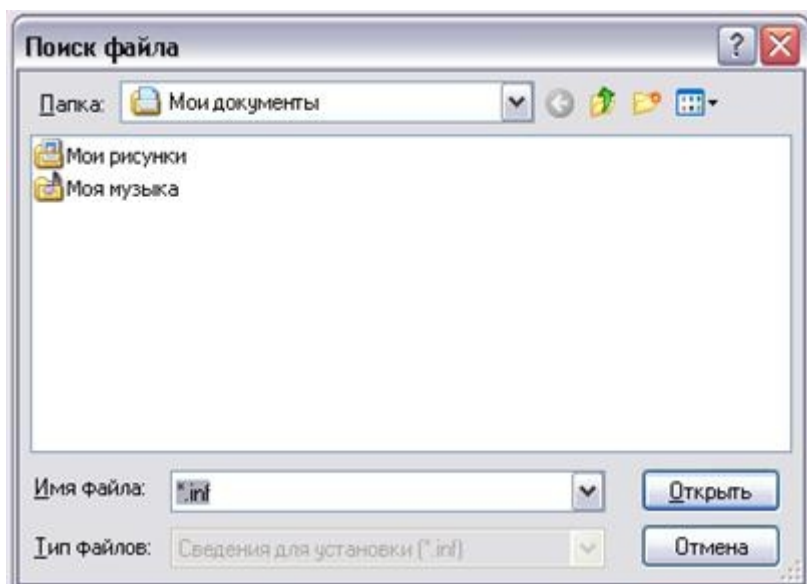 Поиск файла
Папка: Мои документы
Мои рисунки
Моя музыка
Имя файла: *.inf Открыть
Тип файлов: Сведения для установки (*.inf) Отмена